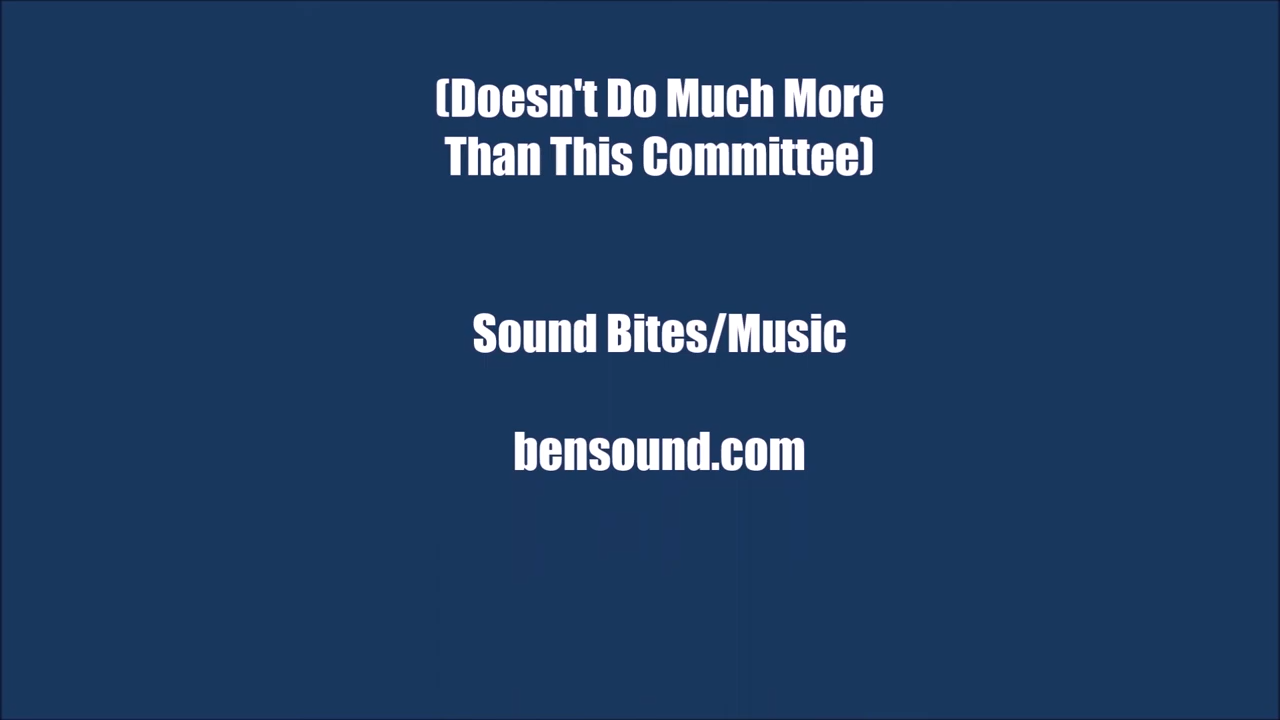 (Doesn't Do Much More
Than This Committee)
Sound Bites/Music
bensound.com